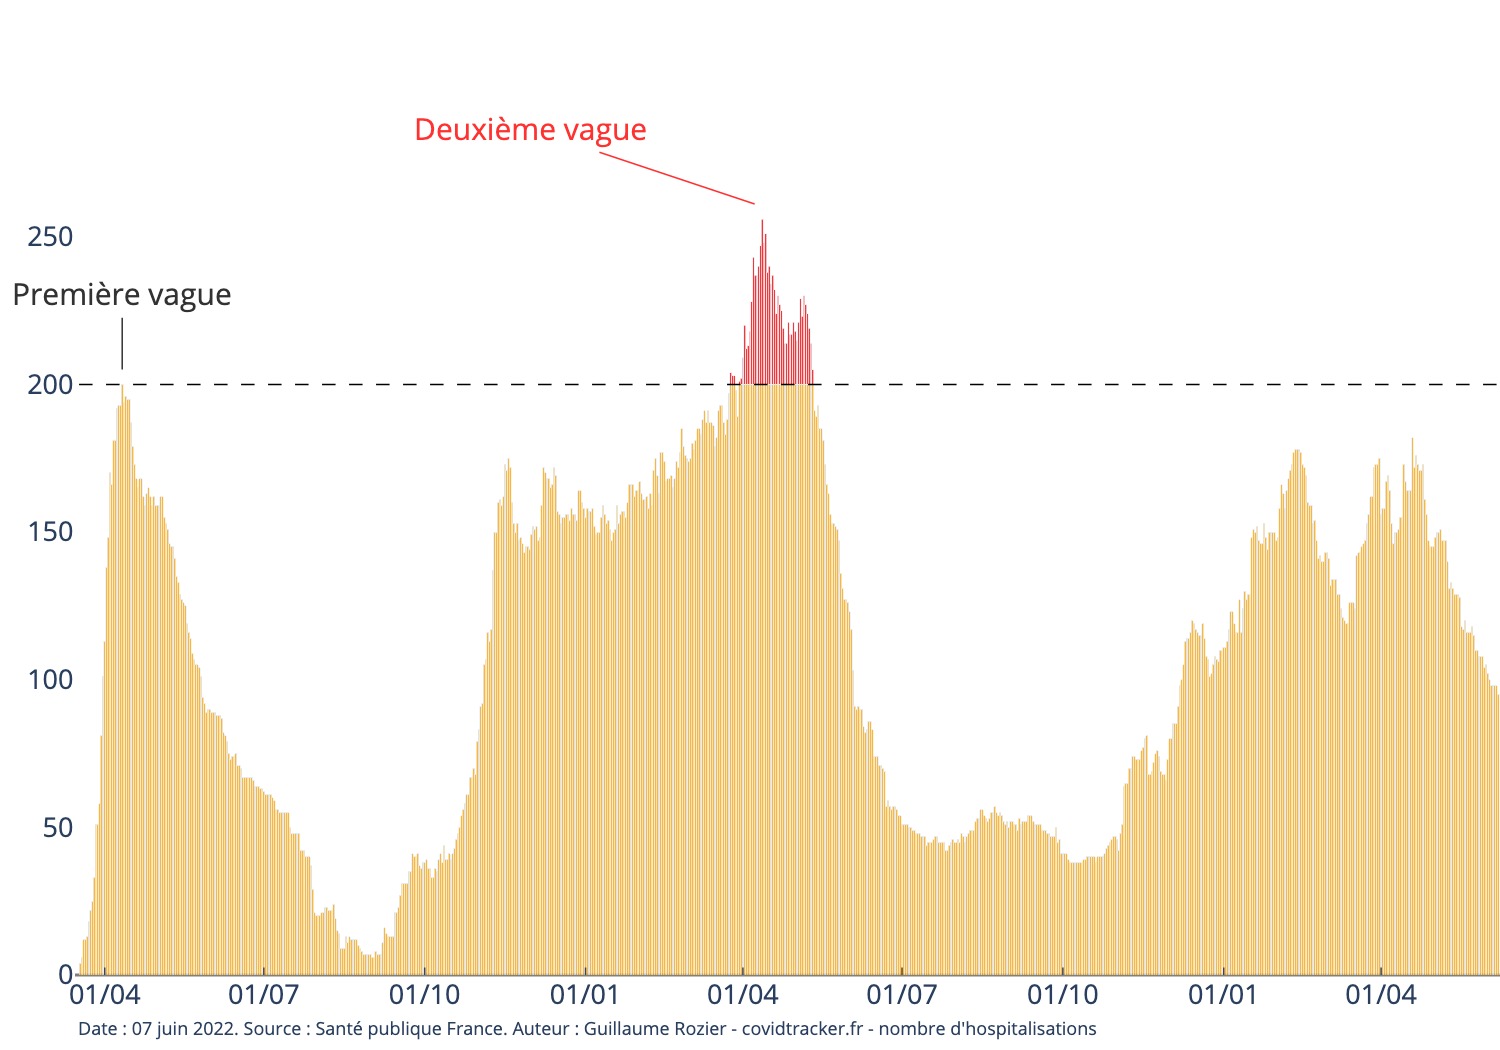 Deuxième vague
250
Première vague
200
150
100
50
0
01/04 01/07 01/10 01/01 01/04 01/07 01/10 01/01 01/04
Date : 07 juin 2022. Source : Santé publique France. Auteur : Guillaume Rozier - covidtracker.fr - nombre d'hospitalisations